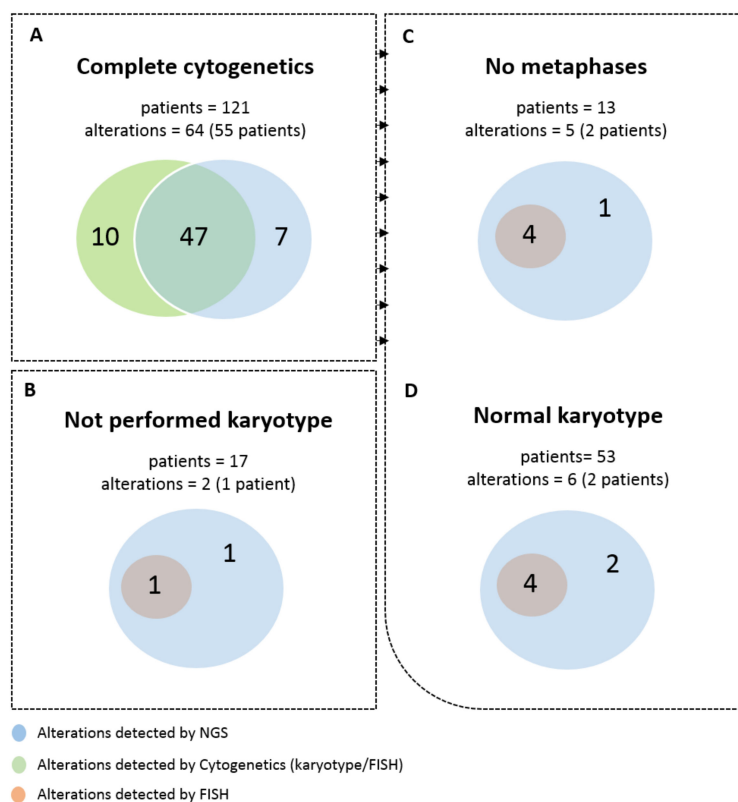 A
Complete cytogenetics
patients = 121
alterations = 64 (55 patients)
10
47
7
B
Not performed karyotype
patients = 17
alterations = 2 (1 patient)
1
1
C
No metaphases
patients = 13
alterations = 5 (2 patients)
4
1
D
Normal karyotype
patients= 53
alterations = 6 (2 patients)
4
2
Alterations detected by NGS
Alterations detected by Cytogenetics (karyotype/FISH)
Alterations detected by FISH